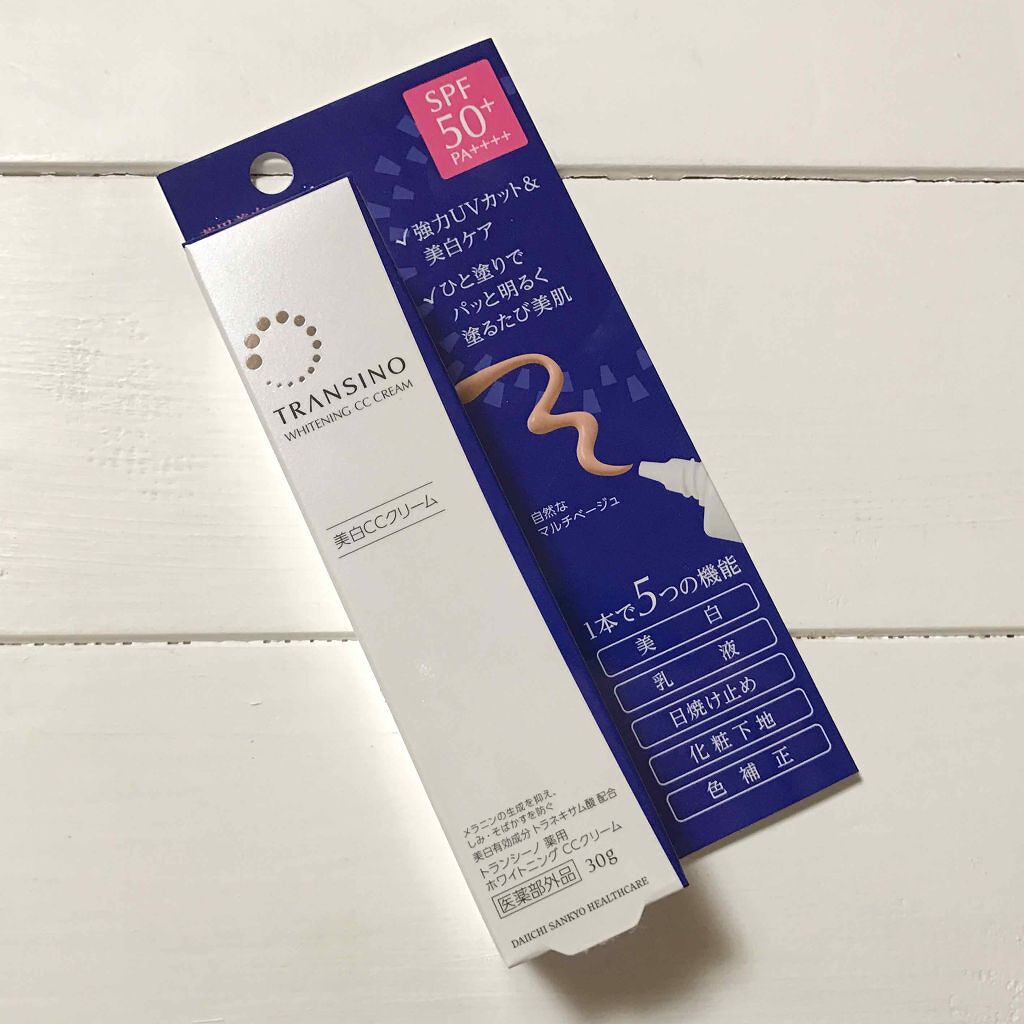 SPF
50+
PA++++
強力UVカット&
美白ケア
ひと塗りで
パッと明るく
塗るたび美肌
TRANSINO
WHITENING CC CREAM
美白CCクリーム
自然な
マルチベージュ
1本で5つの機能
美白
乳液
日焼け止め
化粧下地
色補正
メラニンの生成を抑え、
しみ・そばかすを防ぐ
美白有効成分 トラネキサム酸 配合
トランシーノ 薬用
ホワイトニング CCクリーム
医薬部外品 30g
DAIICHI SANKYO HEALTHCARE